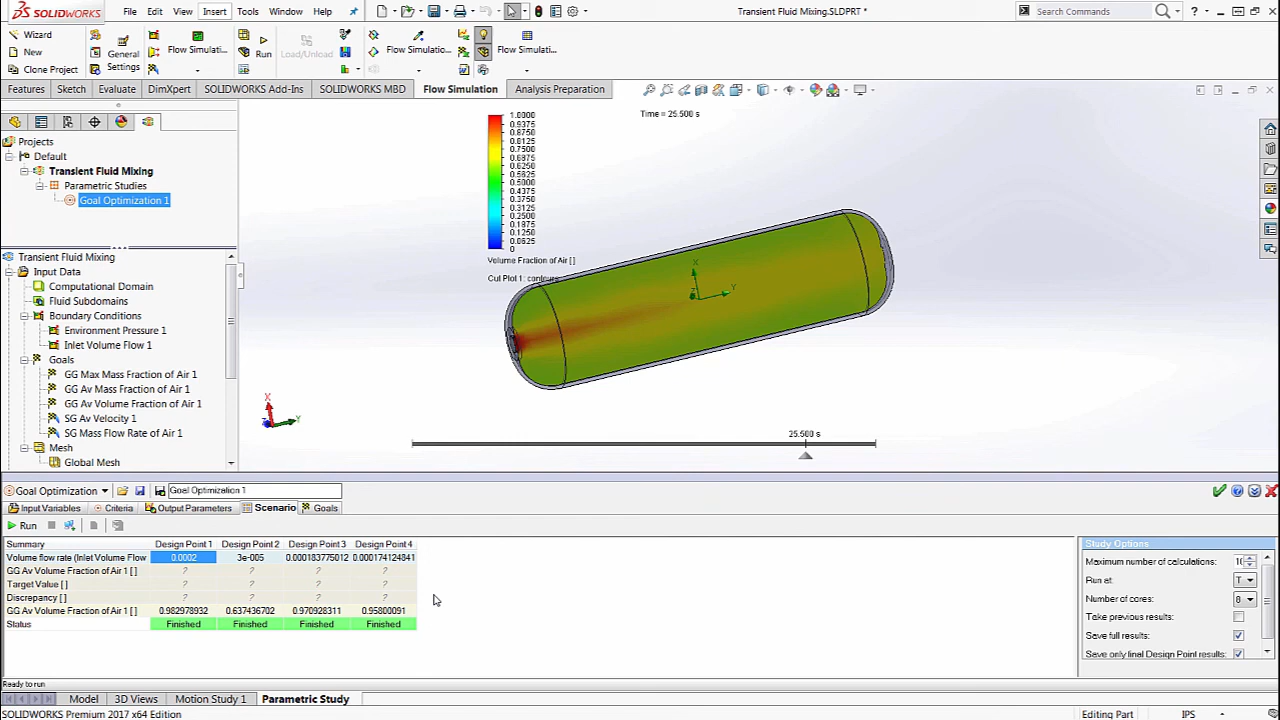 SOLIDWORKS
File Edit View Insert Tools Window Help
Transient Fluid Mixing.SLDPRT *
Search Commands
Wizard
New
Clone Project
General Settings
Flow Simulati...
Run
Load/Unload
Flow Simulatio...
Flow Simulati...
Features Sketch Evaluate DimXpert SOLIDWORKS Add-Ins SOLIDWORKS MBD Flow Simulation Analysis Preparation
Projects
Default
Transient Fluid Mixing
Parametric Studies
Goal Optimization 1
Transient Fluid Mixing
Input Data
Computational Domain
Fluid Subdomains
Boundary Conditions
Environment Pressure 1
Inlet Volume Flow 1
Goals
GG Max Mass Fraction of Air 1
GG Av Mass Fraction of Air 1
GG Av Volume Fraction of Air 1
SG Av Velocity 1
SG Mass Flow Rate of Air 1
Mesh
Global Mesh
Time = 25.500 s
1.0000
0.9375
0.8750
0.8125
0.7500
0.6875
0.6250
0.5625
0.5000
0.4375
0.3750
0.3125
0.2500
0.1875
0.1250
0.0625
0
Volume Fraction of Air [ ]
Cut Plot 1: contours
X
Y
Z
X
Y
Z
25.500 s
Goal Optimization
Goal Optimization 1
Input Variables Criteria Output Parameters Scenario Goals
Run
Summary Design Point 1 Design Point 2 Design Point 3 Design Point 4
Volume flow rate (Inlet Volume Flow 0.0002 3e-005 0.000183775012 0.000174124841
GG Av Volume Fraction of Air 1 [ ] ? ? ? ?
Target Value [ ] ? ? ? ?
Discrepancy [ ] ? ? ? ?
GG Av Volume Fraction of Air 1 [ ] 0.982978932 0.637436702 0.970928311 0.95800091
Status Finished Finished Finished Finished
Study Options
Maximum number of calculations:
Run at: T
Number of cores: 8
Take previous results:
Save full results:
Save only final Design Point results:
Ready to run
Model 3D Views Motion Study 1 Parametric Study
SOLIDWORKS Premium 2017 x64 Edition
Editing Part
IPS